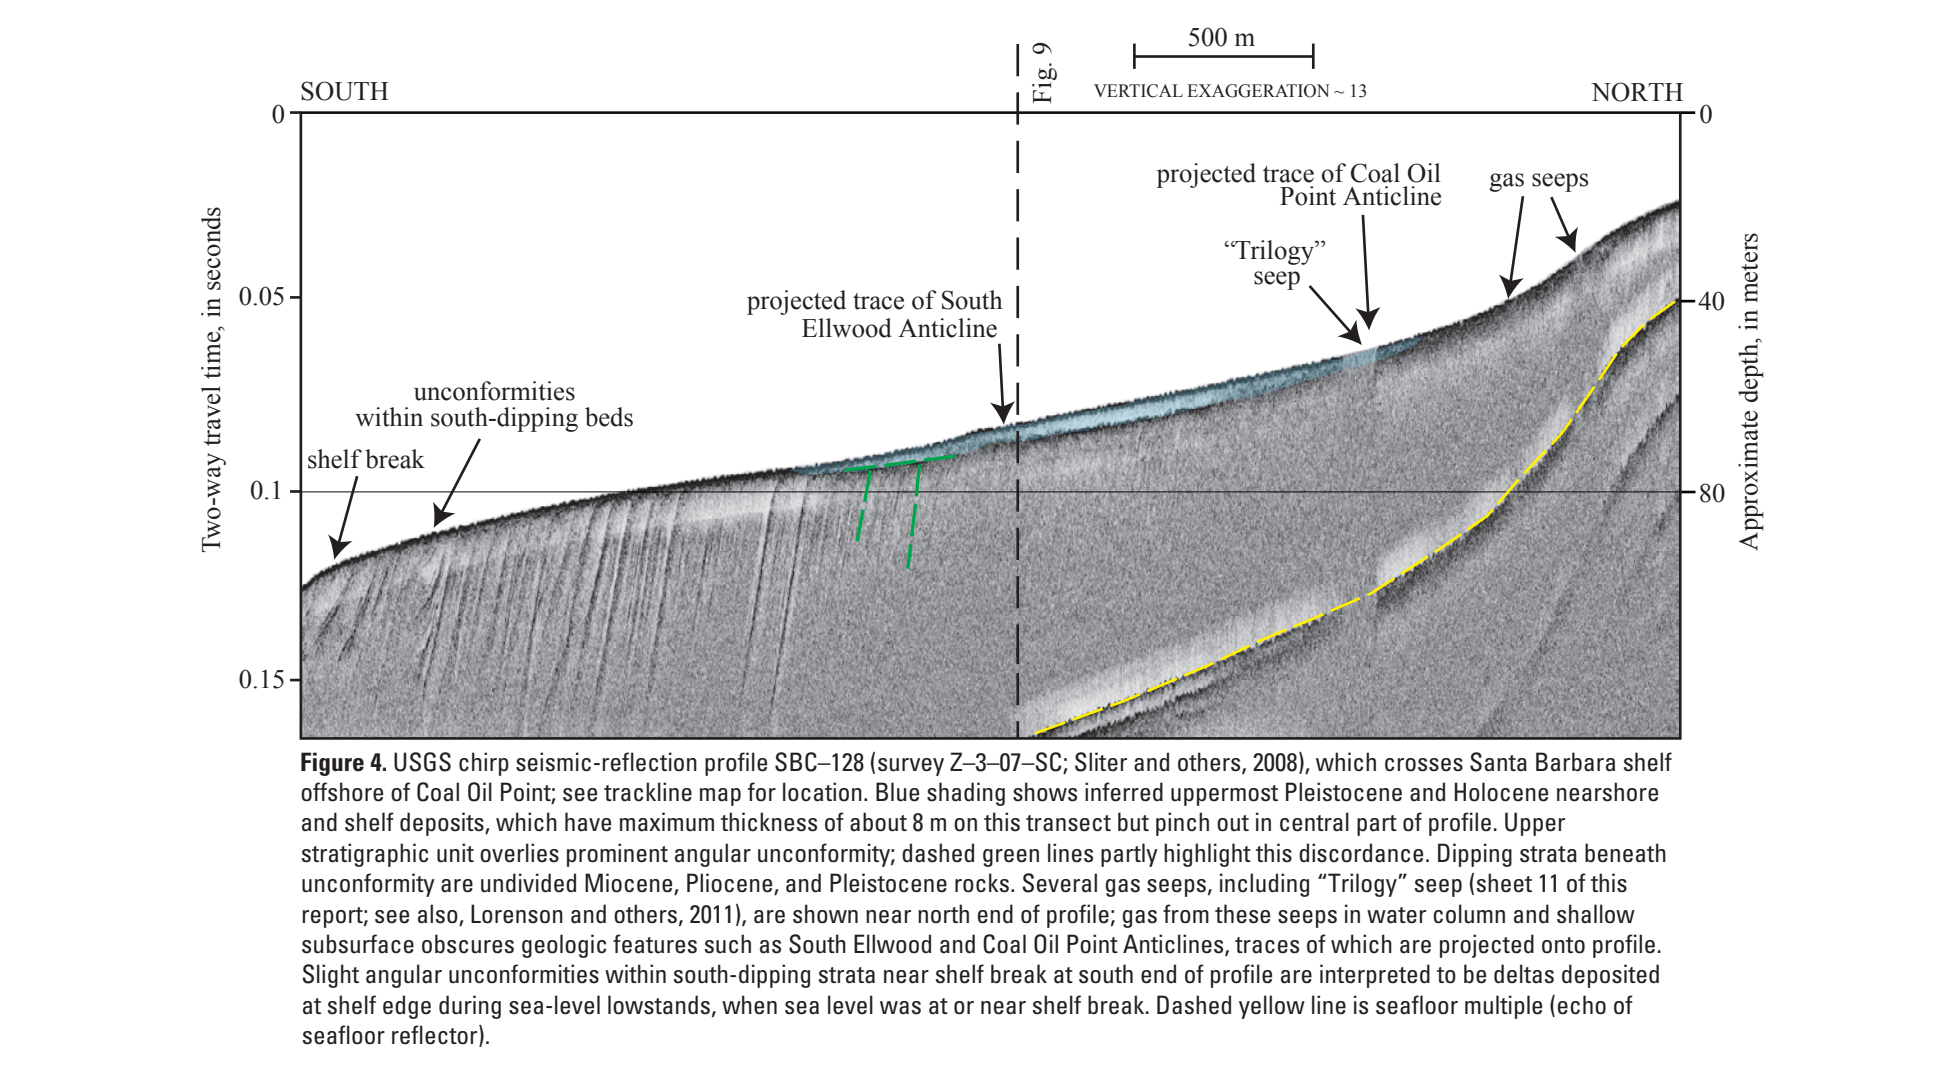 500 m
Fig. 9
VERTICAL EXAGGERATION ~ 13
SOUTH
NORTH
0
0
projected trace of Coal Oil
Point Anticline
gas seeps
“Trilogy”
seep
0.05
40
projected trace of South
Ellwood Anticline
unconformities
within south-dipping beds
shelf break
0.1
80
0.15
Two-way travel time, in seconds
Approximate depth, in meters
Figure 4. USGS chirp seismic-reflection profile SBC–128 (survey Z–3–07–SC; Sliter and others, 2008), which crosses Santa Barbara shelf
offshore of Coal Oil Point; see trackline map for location. Blue shading shows inferred uppermost Pleistocene and Holocene nearshore
and shelf deposits, which have maximum thickness of about 8 m on this transect but pinch out in central part of profile. Upper
stratigraphic unit overlies prominent angular unconformity; dashed green lines partly highlight this discordance. Dipping strata beneath
unconformity are undivided Miocene, Pliocene, and Pleistocene rocks. Several gas seeps, including “Trilogy” seep (sheet 11 of this
report; see also, Lorenson and others, 2011), are shown near north end of profile; gas from these seeps in water column and shallow
subsurface obscures geologic features such as South Ellwood and Coal Oil Point Anticlines, traces of which are projected onto profile.
Slight angular unconformities within south-dipping strata near shelf break at south end of profile are interpreted to be deltas deposited
at shelf edge during sea-level lowstands, when sea level was at or near shelf break. Dashed yellow line is seafloor multiple (echo of
seafloor reflector).